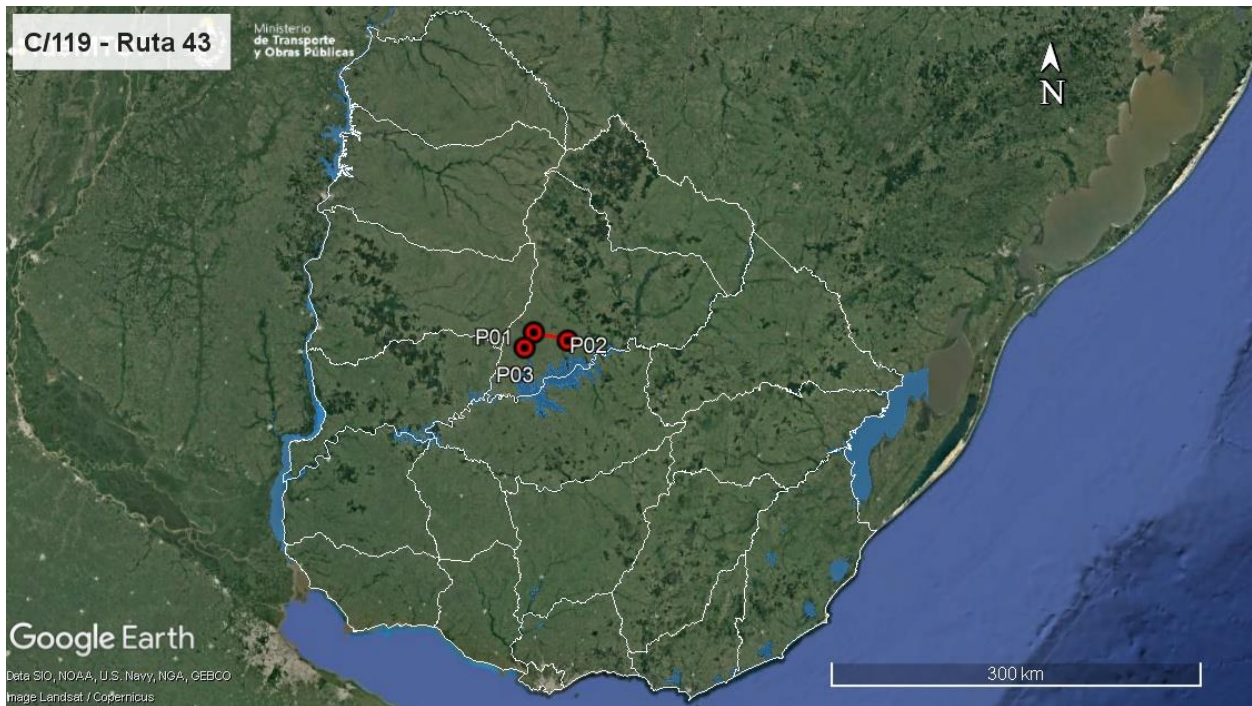 C/119 - Ruta 43
Ministerio
de Transporte
y Obras Públicas
N
P01
P02
P03
300 km
Google Earth
Data SIO, NOAA, U.S. Navy, NGA, GEBCO
Image Landsat / Copernicus